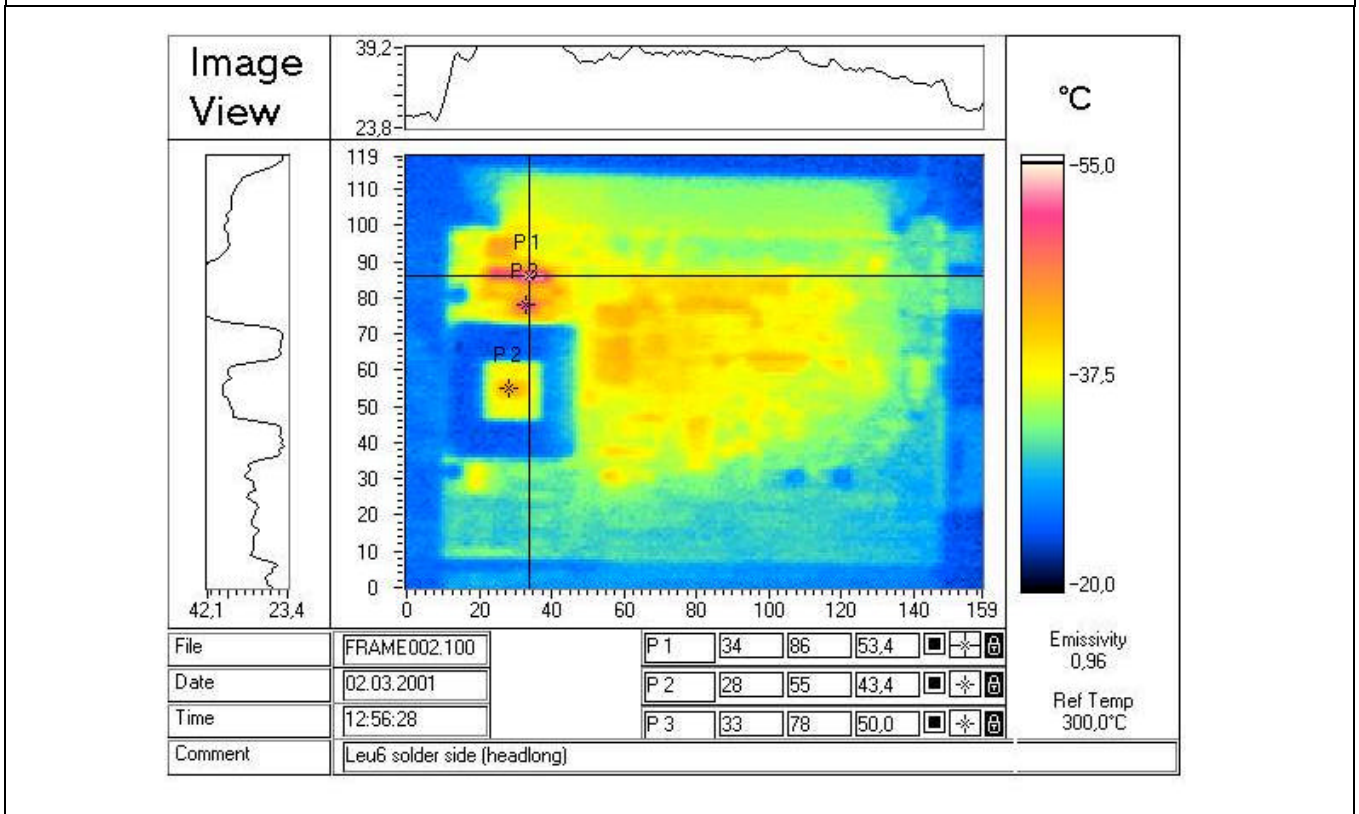 Image
View
39,2
23,8
°C
119
110
100
90
80
70
60
50
40
30
20
10
0
P 1
P 3
P 2
0 20 40 60 80 100 120 140 159
42,1 23,4
55,0
37,5
20,0
Emissivity
0,96
Ref Temp
300,0°C
File FRAME002.100
Date 02.03.2001
Time 12:56:28
Comment Leu6 solder side (headlong)
P 1 34 86 53,4
P 2 28 55 43,4
P 3 33 78 50,0